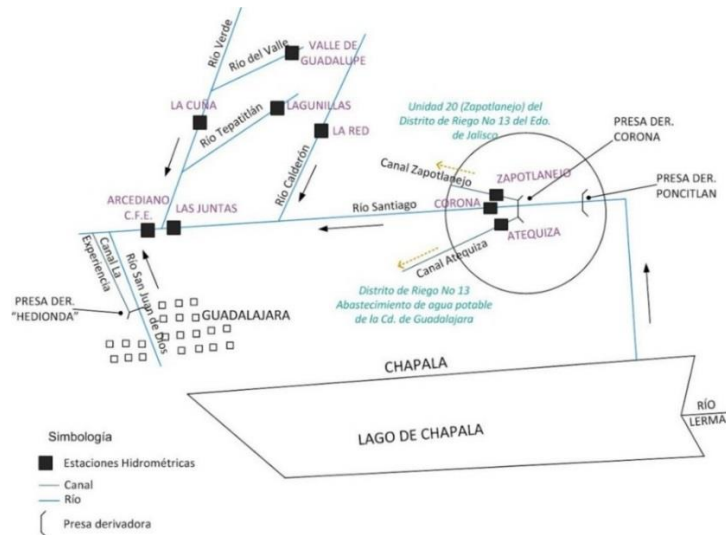 Río Verde
Río del Valle
VALLE DE
GUADALUPE
LA CUÑA
Río Tepatitlán
LAGUNILLAS
LA RED
Río Calderón
Unidad 20 (Zapotlanejo) del
Distrito de Riego No 13 del Edo.
de Jalisco
PRESA DER.
CORONA
Canal Zapotlanejo
ZAPOTLANEJO
PRESA DER.
PONCITLAN
ARCEDIANO
C.F.E.
LAS JUNTAS
Río Santiago
CORONA
ATEQUIZA
Canal Atequiza
Canal La
Experiencia
Río San Juan de Dios
Distrito de Riego No 13
Abastecimiento de agua potable
de la Cd. de Guadalajara
PRESA DER.
"HEDIONDA"
GUADALAJARA
CHAPALA
LAGO DE CHAPALA
RÍO
LERMA
Simbología
Estaciones Hidrométricas
Canal
Río
Presa derivadora